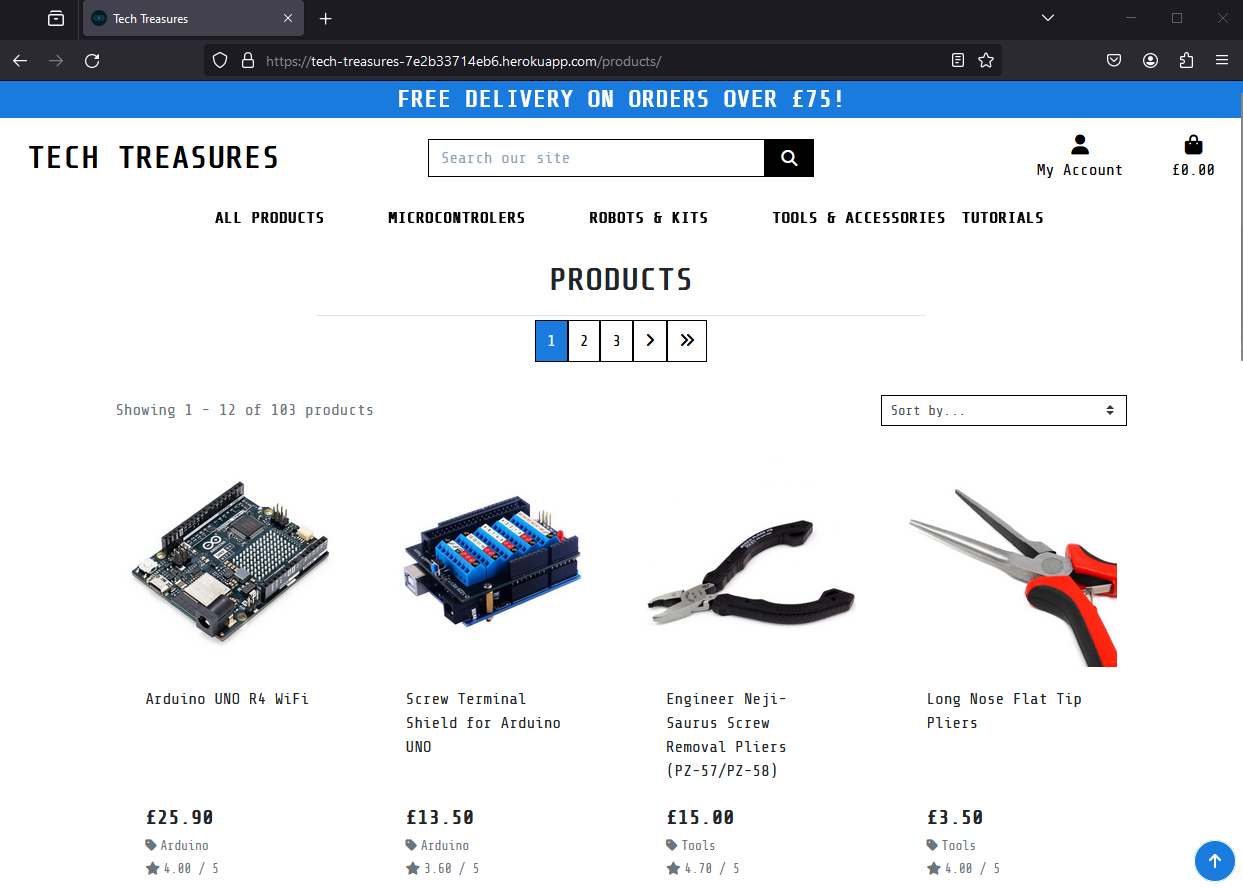 Tech Treasures
https://tech-treasures-7e2b33714eb6.herokuapp.com/products/
FREE DELIVERY ON ORDERS OVER £75!
TECH TREASURES
Search our site
My Account
£0.00
ALL PRODUCTS MICROCONTROLERS ROBOTS & KITS TOOLS & ACCESSORIES TUTORIALS
PRODUCTS
1 2 3
Showing 1 - 12 of 103 products
Sort by...
Arduino UNO R4 WiFi
£25.90
Arduino
4.00 / 5
Screw Terminal
Shield for Arduino
UNO
£13.50
Arduino
3.60 / 5
Engineer Neji-
Saurus Screw
Removal Pliers
(PZ-57/PZ-58)
£15.00
Tools
4.70 / 5
Long Nose Flat Tip
Pliers
£3.50
Tools
4.00 / 5